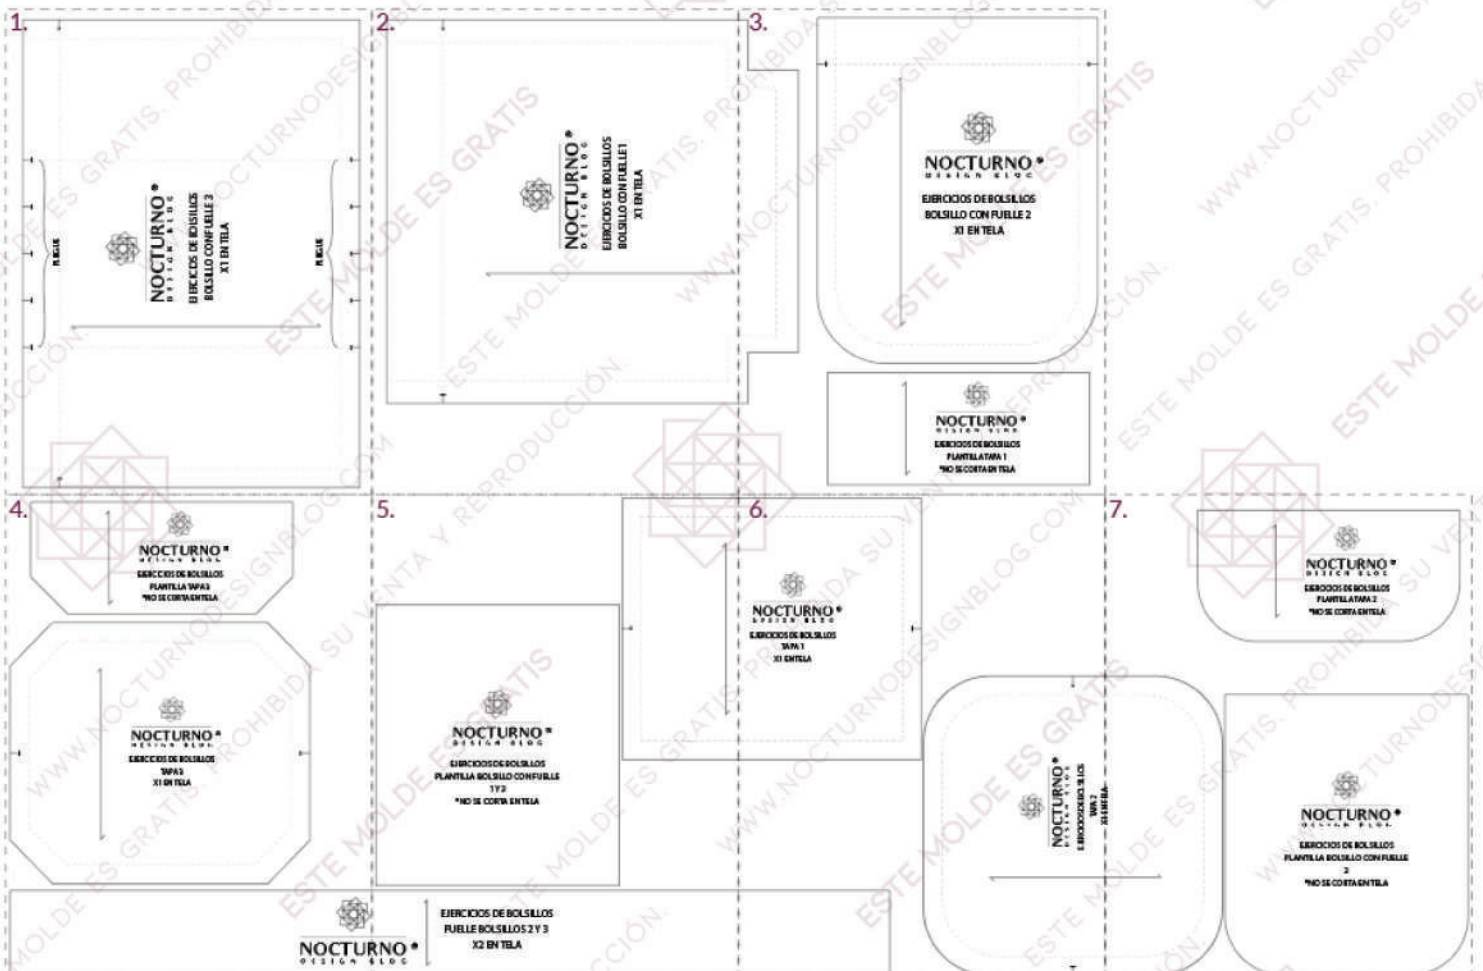 1.
PLIEGUE
NOCTURNO®
DESIGN BLOG
EJERCICIOS DE BOLSILLOS
BOLSILLO CON FUELLE 3
X1 EN TELA
PLIEGUE
2.
NOCTURNO®
DESIGN BLOG
EJERCICIOS DE BOLSILLOS
BOLSILLO CON FUELLE 1
X1 EN TELA
3.
NOCTURNO®
DESIGN BLOG
EJERCICIOS DE BOLSILLOS
BOLSILLO CON FUELLE 2
X1 EN TELA
NOCTURNO®
DESIGN BLOG
EJERCICIOS DE BOLSILLOS
PLANTILLA TAPA 1
*NO SE CORTA EN TELA
4.
NOCTURNO®
DESIGN BLOG
EJERCICIOS DE BOLSILLOS
PLANTILLA TAPA 3
*NO SE CORTA EN TELA
NOCTURNO®
DESIGN BLOG
EJERCICIOS DE BOLSILLOS
TAPA 3
X1 EN TELA
5.
NOCTURNO®
DESIGN BLOG
EJERCICIOS DE BOLSILLOS
PLANTILLA BOLSILLO CON FUELLE
1 Y 3
*NO SE CORTA EN TELA
NOCTURNO®
DESIGN BLOG
EJERCICIOS DE BOLSILLOS
FUELLE BOLSILLOS 2 Y 3
X2 EN TELA
6.
NOCTURNO®
DESIGN BLOG
EJERCICIOS DE BOLSILLOS
TAPA 1
X1 EN TELA
NOCTURNO®
DESIGN BLOG
EJERCICIOS DE BOLSILLOS
TAPA 2
X1 EN TELA
7.
NOCTURNO®
DESIGN BLOG
EJERCICIOS DE BOLSILLOS
PLANTILLA TAPA 2
*NO SE CORTA EN TELA
NOCTURNO®
DESIGN BLOG
EJERCICIOS DE BOLSILLOS
PLANTILLA BOLSILLO CON FUELLE
2
*NO SE CORTA EN TELA
ESTE MOLDE ES GRATIS. PROHIBIDA SU VENTA Y REPRODUCCIÓN.
WWW.NOCTURNODESIGNBLOG.COM
ESTE MOLDE ES GRATIS